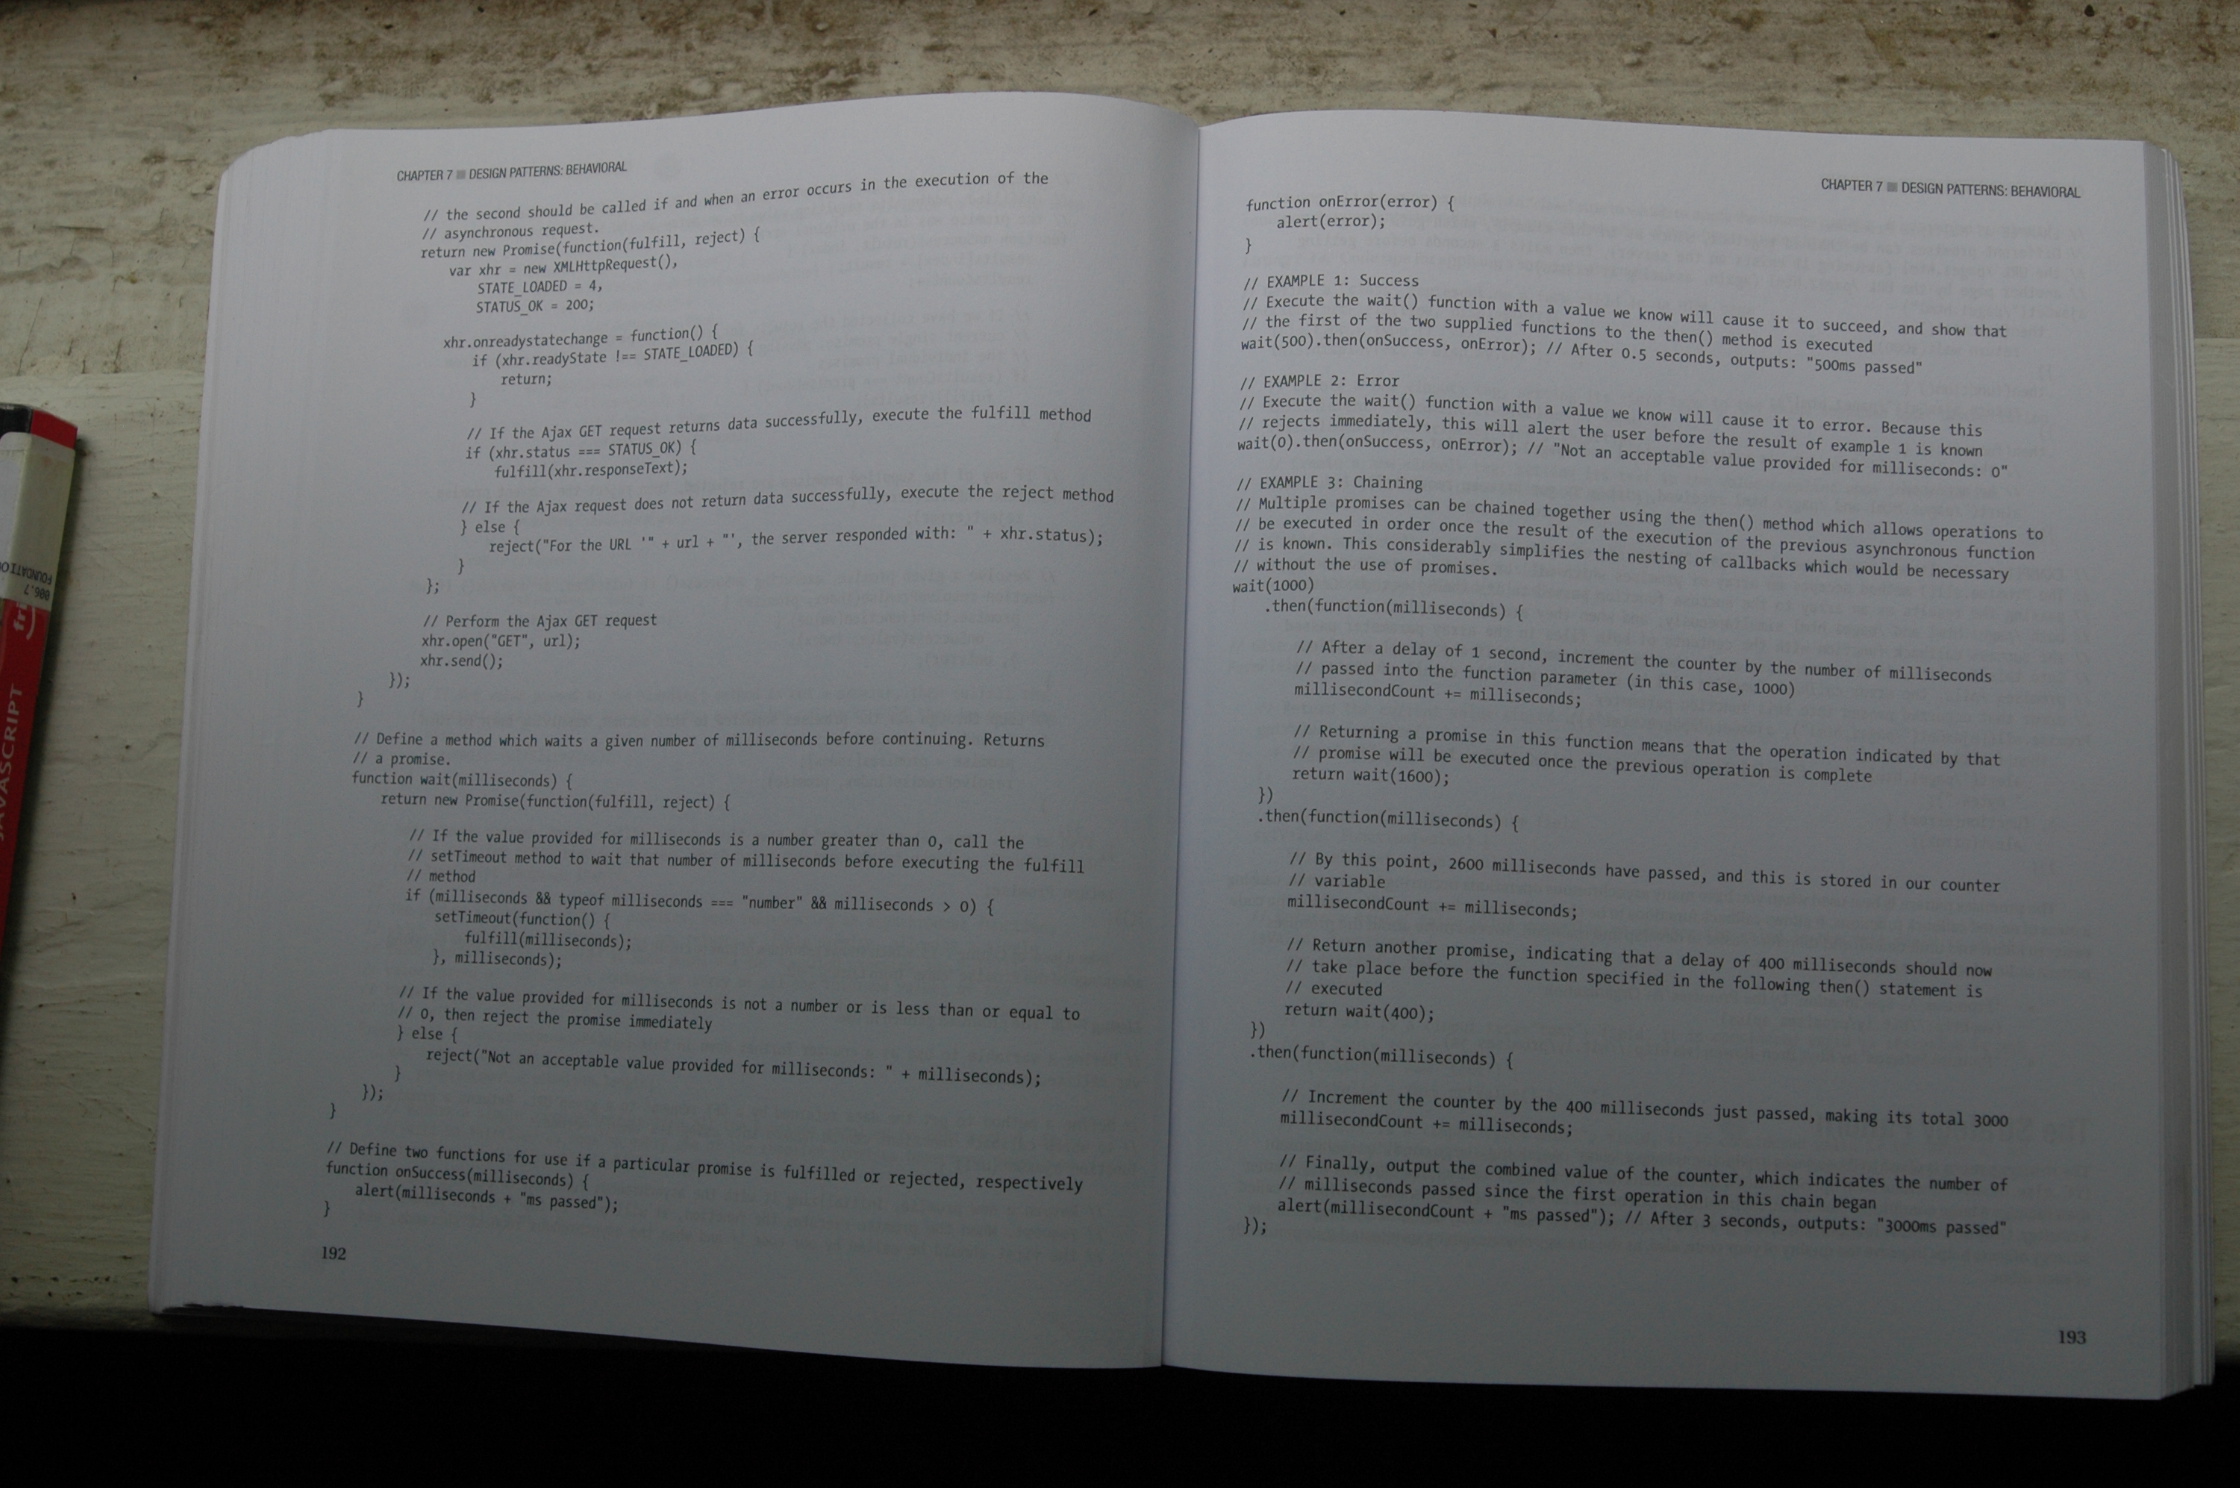 CHAPTER 7 ■ DESIGN PATTERNS: BEHAVIORAL
// the second should be called if and when an error occurs in the execution of the
// asynchronous request.
return new Promise(function(fulfill, reject) {
var xhr = new XMLHttpRequest(),
STATE_LOADED = 4,
STATUS_OK = 200;
xhr.onreadystatechange = function() {
if (xhr.readyState !== STATE_LOADED) {
return;
}
// If the Ajax GET request returns data successfully, execute the fulfill method
if (xhr.status === STATUS_OK) {
fulfill(xhr.responseText);
// If the Ajax request does not return data successfully, execute the reject method
} else {
reject("For the URL '" + url + "', the server responded with: " + xhr.status);
}
};
// Perform the Ajax GET request
xhr.open("GET", url);
xhr.send();
});
}
// Define a method which waits a given number of milliseconds before continuing. Returns
// a promise.
function wait(milliseconds) {
return new Promise(function(fulfill, reject) {
// If the value provided for milliseconds is a number greater than 0, call the
// setTimeout method to wait that number of milliseconds before executing the fulfill
// method
if (milliseconds && typeof milliseconds === "number" && milliseconds > 0) {
setTimeout(function() {
fulfill(milliseconds);
}, milliseconds);
// If the value provided for milliseconds is not a number or is less than or equal to
// 0, then reject the promise immediately
} else {
reject("Not an acceptable value provided for milliseconds: " + milliseconds);
}
});
}
// Define two functions for use if a particular promise is fulfilled or rejected, respectively
function onSuccess(milliseconds) {
alert(milliseconds + "ms passed");
}
192
CHAPTER 7 ■ DESIGN PATTERNS: BEHAVIORAL
function onError(error) {
alert(error);
}
// EXAMPLE 1: Success
// Execute the wait() function with a value we know will cause it to succeed, and show that
// the first of the two supplied functions to the then() method is executed
wait(500).then(onSuccess, onError); // After 0.5 seconds, outputs: "500ms passed"
// EXAMPLE 2: Error
// Execute the wait() function with a value we know will cause it to error. Because this
// rejects immediately, this will alert the user before the result of example 1 is known
wait(0).then(onSuccess, onError); // "Not an acceptable value provided for milliseconds: 0"
// EXAMPLE 3: Chaining
// Multiple promises can be chained together using the then() method which allows operations to
// be executed in order once the result of the execution of the previous asynchronous function
// is known. This considerably simplifies the nesting of callbacks which would be necessary
// without the use of promises.
wait(1000)
.then(function(milliseconds) {
// After a delay of 1 second, increment the counter by the number of milliseconds
// passed into the function parameter (in this case, 1000)
millisecondCount += milliseconds;
// Returning a promise in this function means that the operation indicated by that
// promise will be executed once the previous operation is complete
return wait(1600);
})
.then(function(milliseconds) {
// By this point, 2600 milliseconds have passed, and this is stored in our counter
// variable
millisecondCount += milliseconds;
// Return another promise, indicating that a delay of 400 milliseconds should now
// take place before the function specified in the following then() statement is
// executed
return wait(400);
})
.then(function(milliseconds) {
// Increment the counter by the 400 milliseconds just passed, making its total 3000
millisecondCount += milliseconds;
// Finally, output the combined value of the counter, which indicates the number of
// milliseconds passed since the first operation in this chain began
alert(millisecondCount + "ms passed"); // After 3 seconds, outputs: "3000ms passed"
});
193
JAVASCRIPT
006.7